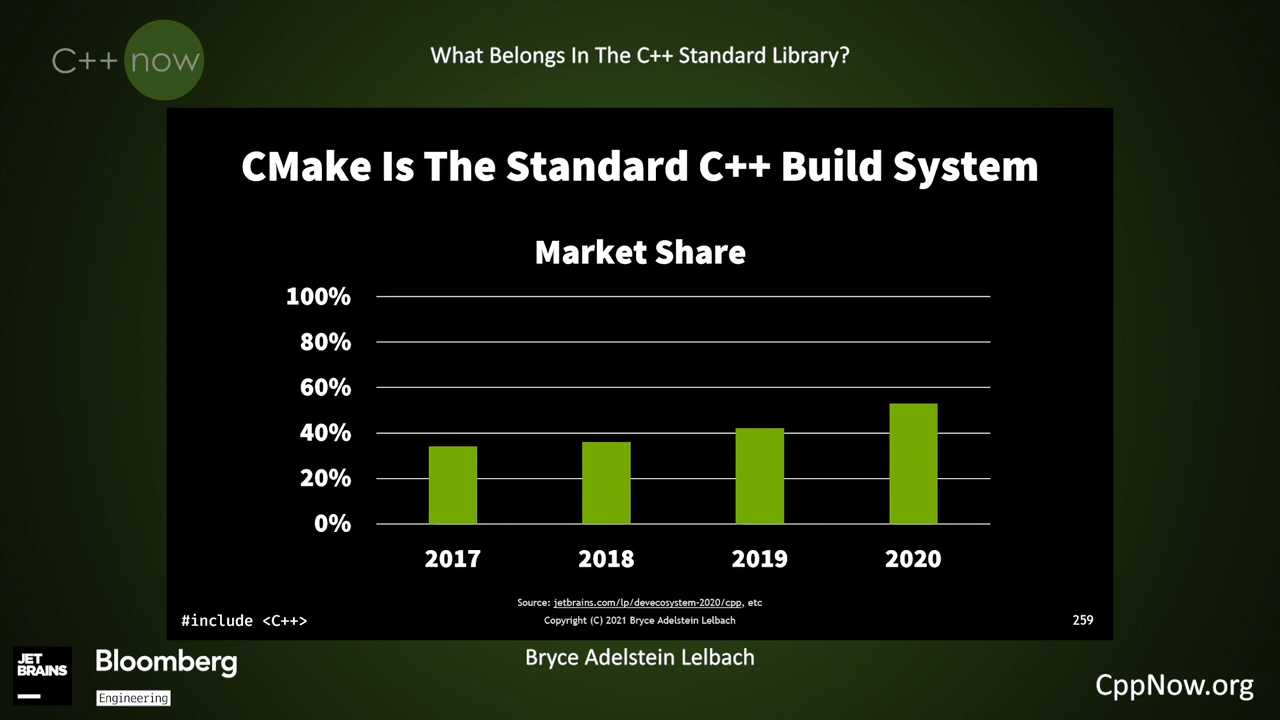 C++ now
What Belongs In The C++ Standard Library?
CMake Is The Standard C++ Build System
Market Share
100%
80%
60%
40%
20%
0%
2017 2018 2019 2020
Source: jetbrains.com/lp/devecosystem-2020/cpp, etc
#include <C++>
Copyright (C) 2021 Bryce Adelstein Lelbach
259
JET
BRAINS
Bloomberg
Engineering
Bryce Adelstein Lelbach
CppNow.org